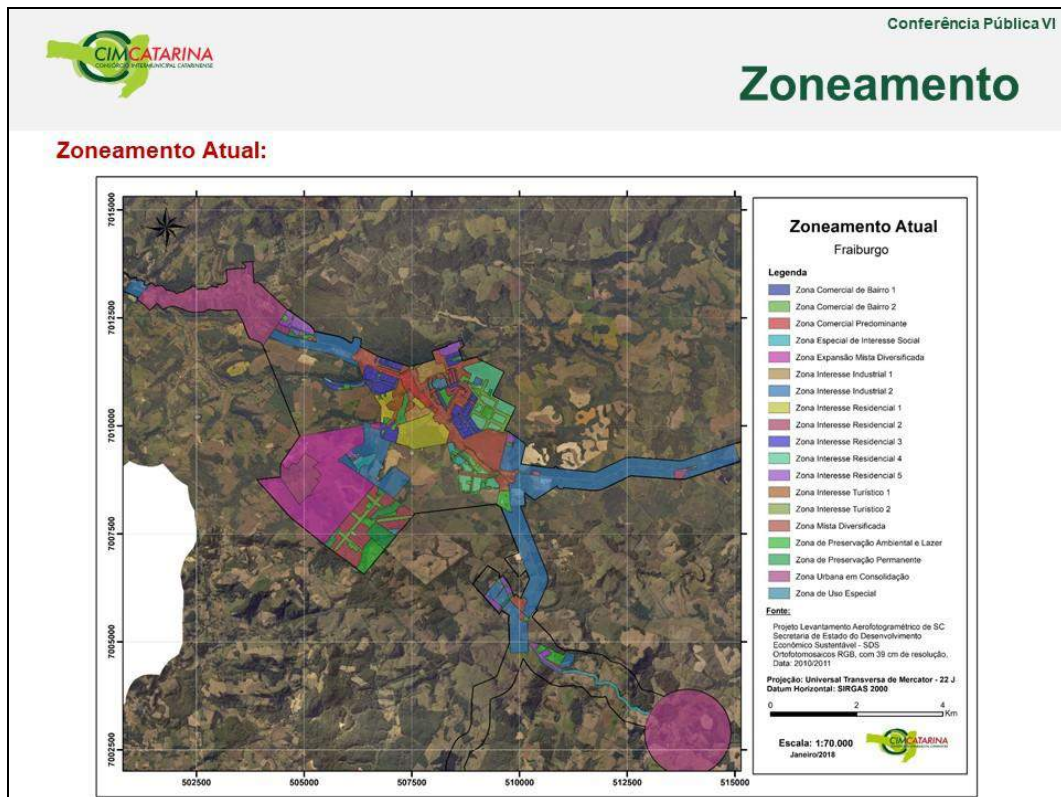 Conferência Pública VI
CIMCATARINA
CONSÓRCIO INTERMUNICIPAL CATARINENSE
Zoneamento
Zoneamento Atual:
7015000
7012500
7010000
7007500
7005000
7002500
502500
505000
507500
510000
512500
515000
Zoneamento Atual
Fraiburgo
Legenda
Zona Comercial de Bairro 1
Zona Comercial de Bairro 2
Zona Comercial Predominante
Zona Especial de Interesse Social
Zona Expansão Mista Diversificada
Zona Interesse Industrial 1
Zona Interesse Industrial 2
Zona Interesse Residencial 1
Zona Interesse Residencial 2
Zona Interesse Residencial 3
Zona Interesse Residencial 4
Zona Interesse Residencial 5
Zona Interesse Turístico 1
Zona Interesse Turístico 2
Zona Mista Diversificada
Zona de Preservação Ambiental e Lazer
Zona de Preservação Permanente
Zona Urbana em Consolidação
Zona de Uso Especial
Fonte:
Projeto Levantamento Aerofotogramétrico de SC
Secretaria de Estado do Desenvolvimento
Econômico Sustentável - SDS
Ortofotomosaicos RGB, com 39 cm de resolução.
Data: 2010/2011
Projeção: Universal Transversa de Mercator - 22 J
Datum Horizontal: SIRGAS 2000
0 2 4
Km
Escala: 1:70.000
Janeiro/2018
CIMCATARINA